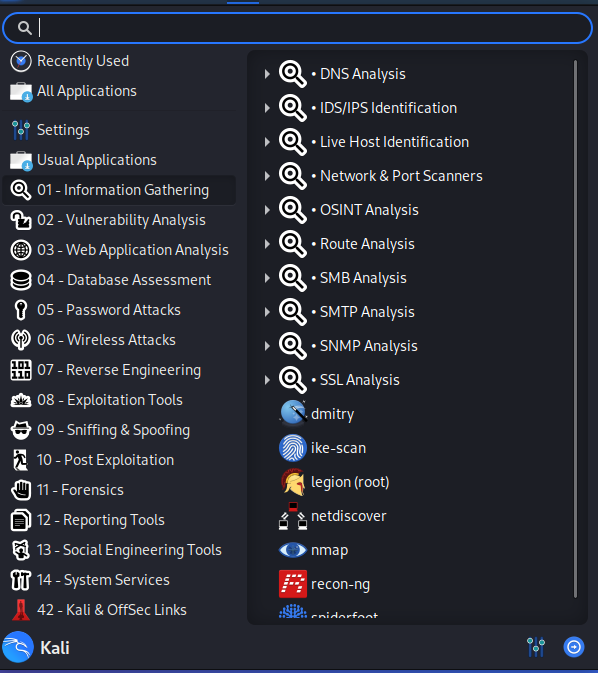 Recently Used
All Applications
Settings
Usual Applications
01 - Information Gathering
02 - Vulnerability Analysis
03 - Web Application Analysis
04 - Database Assessment
05 - Password Attacks
06 - Wireless Attacks
07 - Reverse Engineering
08 - Exploitation Tools
09 - Sniffing & Spoofing
10 - Post Exploitation
11 - Forensics
12 - Reporting Tools
13 - Social Engineering Tools
14 - System Services
42 - Kali & OffSec Links
• DNS Analysis
• IDS/IPS Identification
• Live Host Identification
• Network & Port Scanners
• OSINT Analysis
• Route Analysis
• SMB Analysis
• SMTP Analysis
• SNMP Analysis
• SSL Analysis
dmitry
ike-scan
legion (root)
netdiscover
nmap
recon-ng
spiderfoot
Kali